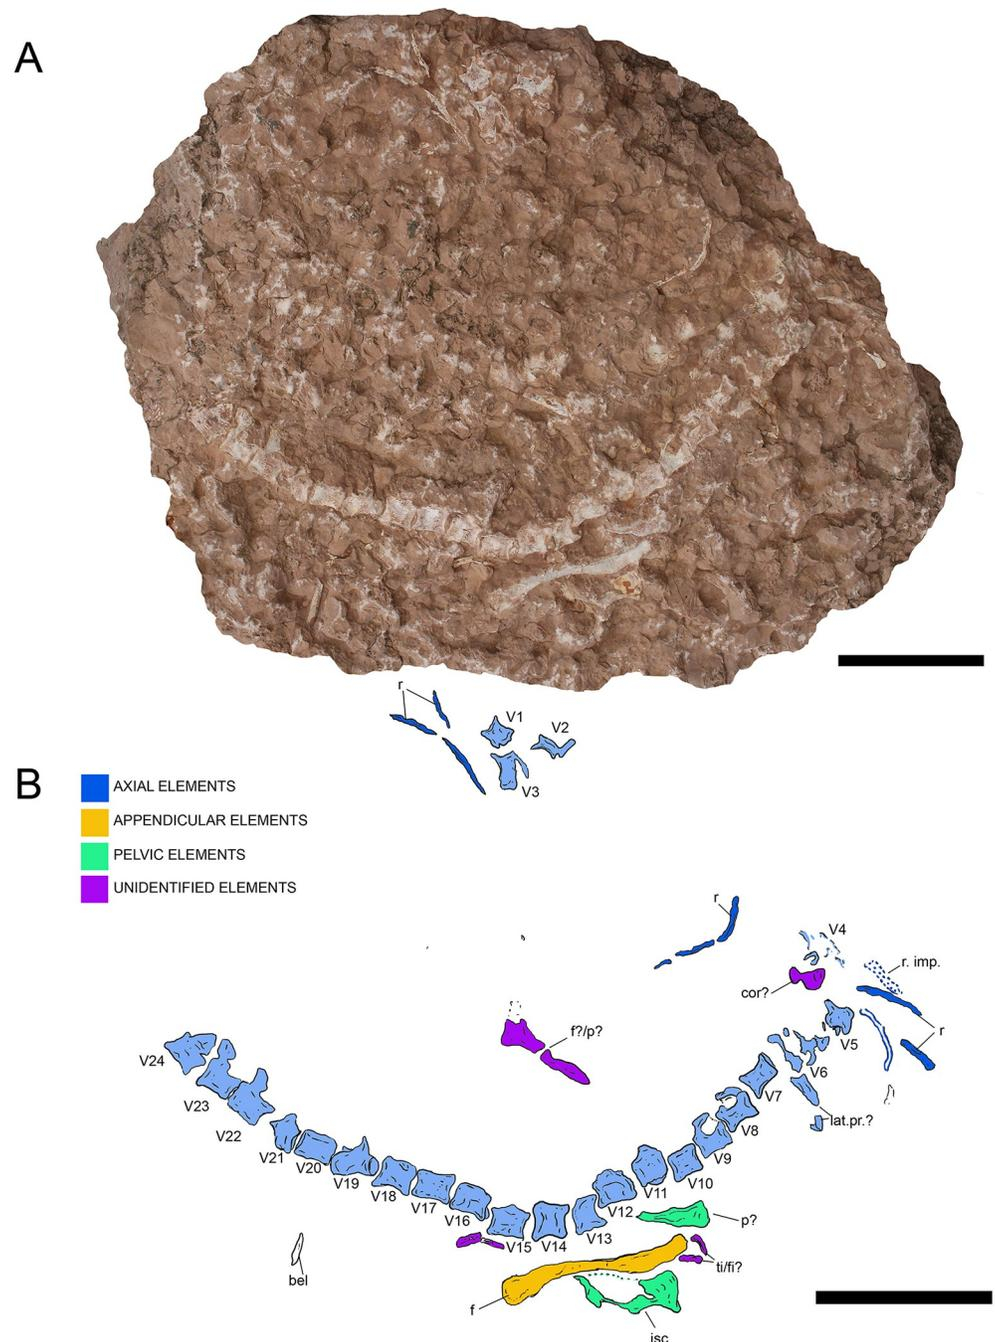 A
r
V1
V2
V3
B
AXIAL ELEMENTS
APPENDICULAR ELEMENTS
PELVIC ELEMENTS
UNIDENTIFIED ELEMENTS
r
V4
r. imp.
cor?
r
V5
f?/p?
V24
V6
V23
V7
lat.pr.?
V22
V8
V21
V9
V20
V19
V10
V18
V11
V17
V12
V16
p?
V13
V15
V14
ti/fi?
bel
f
isc